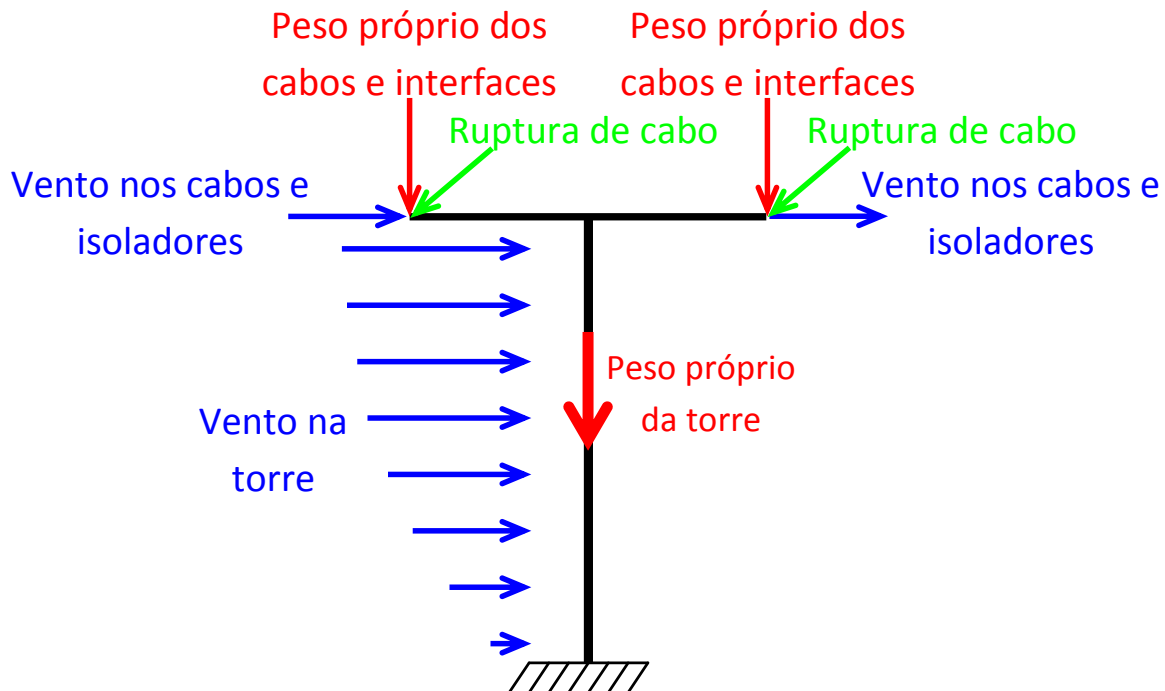 Peso próprio dos
cabos e interfaces
Peso próprio dos
cabos e interfaces
Ruptura de cabo
Ruptura de cabo
Vento nos cabos e
isoladores
Vento nos cabos e
isoladores
Peso próprio
da torre
Vento na
torre